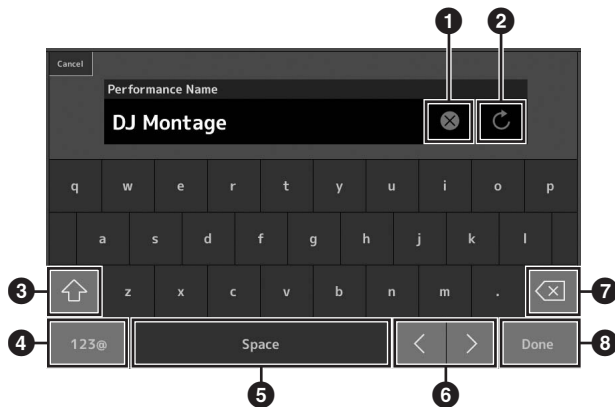 1 2
Cancel
Performance Name
DJ Montage
q w e r t y u i o p
a s d f g h j k l
3 z x c v b n m . 7
4 123@ Space < > Done 8
5 6